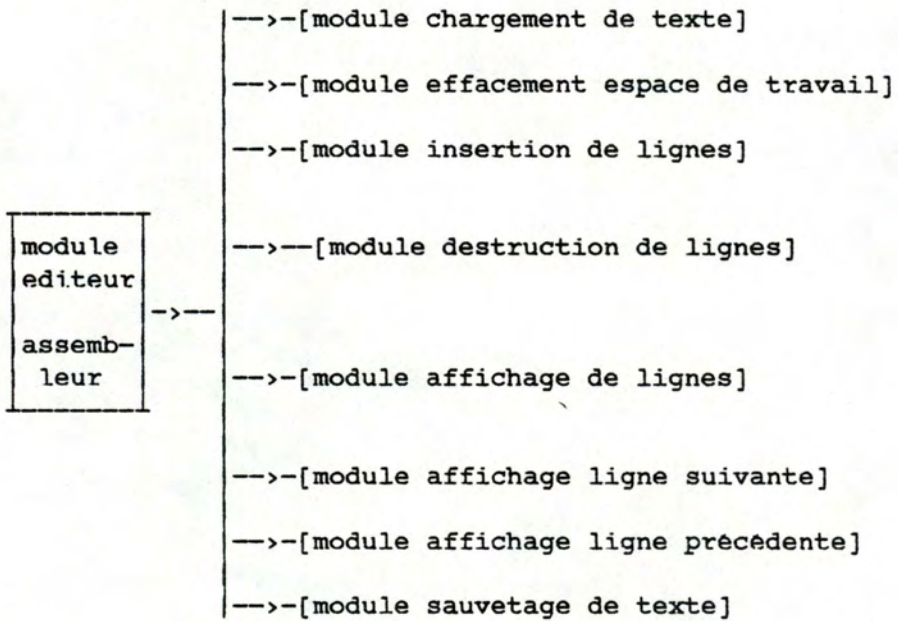 -->-[module chargement de texte]
-->-[module effacement espace de travail]
-->-[module insertion de lignes]
module
editeur
assemb-
leur
->--
-->--[module destruction de lignes]
-->-[module affichage de lignes]
-->-[module affichage ligne suivante]
-->-[module affichage ligne précédente]
-->-[module sauvetage de texte]